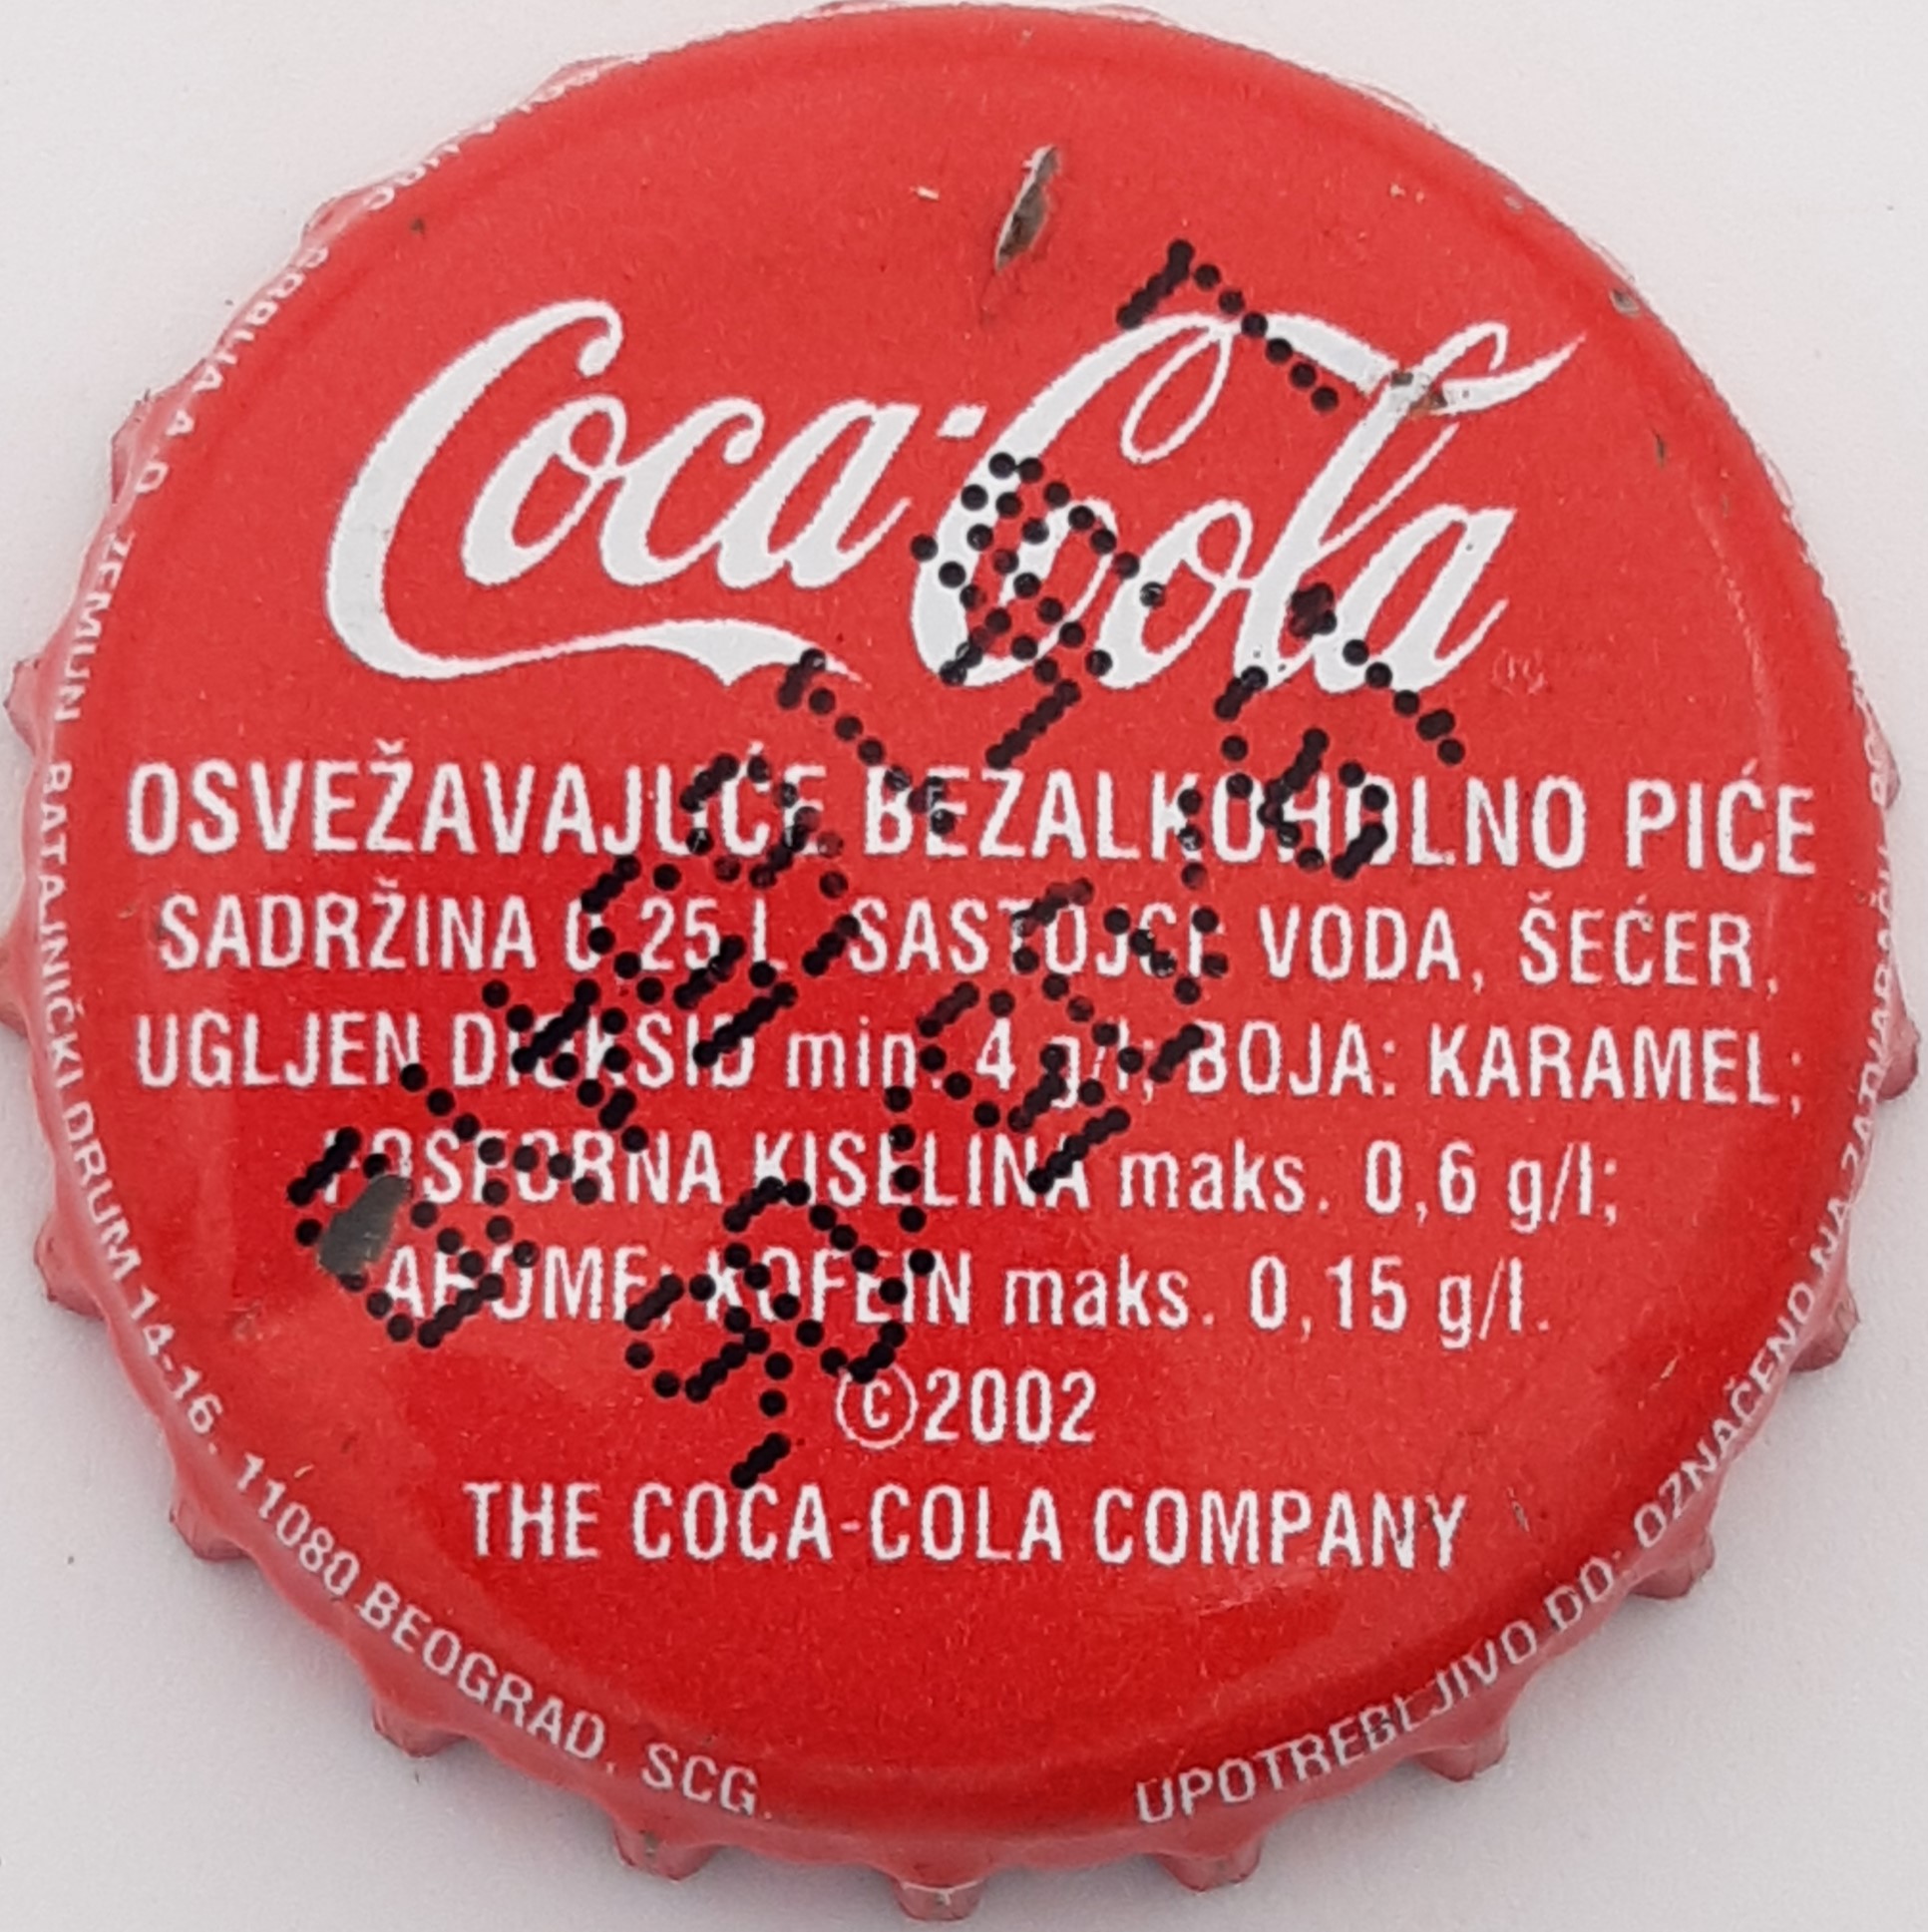 Coca-Cola
OSVEŽAVAJUĆE BEZALKOHOLNO PIĆE
SADRŽINA 0,25 L. SASTOJCI: VODA, ŠEĆER,
UGLJEN DIOKSID min. 4 g/l; BOJA: KARAMEL;
FOSFORNA KISELINA maks. 0,6 g/l;
AROME; KOFEIN maks. 0,15 g/l.
©2002
THE COCA-COLA COMPANY
A.D. ZEMUN BATAJNIČKI DRUM 14-16. 11080 BEOGRAD, SCG.
UPOTREBLJIVO DO: OZNAČENO NA